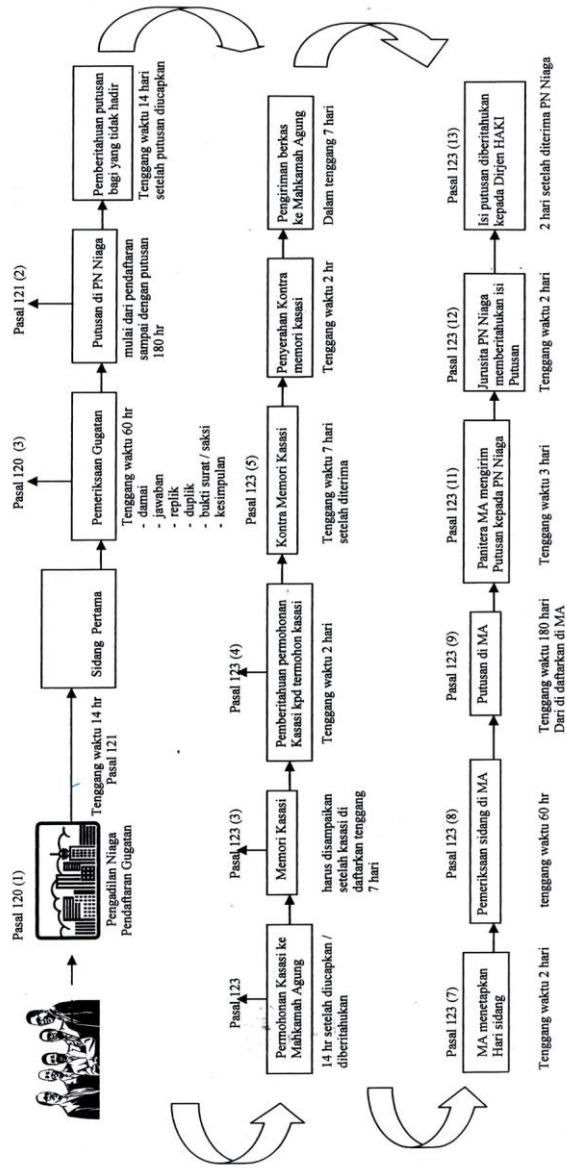 Pasal 120 (1)
Pengadilan Niaga
Pendaftaran Gugatan
Tenggang waktu 14 hr
Pasal 121
Sidang Pertama
Pasal 120 (3)
Pemeriksaan Gugatan
Tenggang waktu 60 hr
- damai
- jawaban
- replik
- duplik
- bukti surat / saksi
- kesimpulan
Pasal 121 (2)
Putusan di PN Niaga
mulai dari pendaftaran
sampai dengan putusan
180 hr
Pemberitahuan putusan
bagi yang tidak hadir
Tenggang waktu 14 hari
setelah putusan diucapkan
Pasal 123
Permohonan Kasasi ke
Mahkamah Agung
14 hr setelah diucapkan /
diberitahukan
Pasal 123 (3)
Memori Kasasi
harus disampaikan
setelah kasasi di
daftarkan tenggang
7 hari
Pasal 123 (4)
Pemberitahuan permohonan
Kasasi kpd termohon kasasi
Tenggang waktu 2 hari
Pasal 123 (5)
Kontra Memori Kasasi
Tenggang waktu 7 hari
setelah diterima
Penyerahan Kontra
memori kasasi
Tenggang waktu 2 hr
Pengiriman berkas
ke Mahkamah Agung
Dalam tenggang 7 hari
Pasal 123 (7)
MA menetapkan
Hari sidang
Tenggang waktu 2 hari
Pasal 123 (8)
Pemeriksaan sidang di MA
tenggang waktu 60 hr
Pasal 123 (9)
Putusan di MA
Tenggang waktu 180 hari
Dari di daftarkan di MA
Pasal 123 (11)
Panitera MA mengirim
Putusan kepada PN Niaga
Tenggang waktu 3 hari
Pasal 123 (12)
Jurusita PN Niaga
memberitahukan isi
Putusan
Tenggang waktu 2 hari
Pasal 123 (13)
Isi putusan diberitahukan
kepada Dirjen HAKI
2 hari setelah diterima PN Niaga